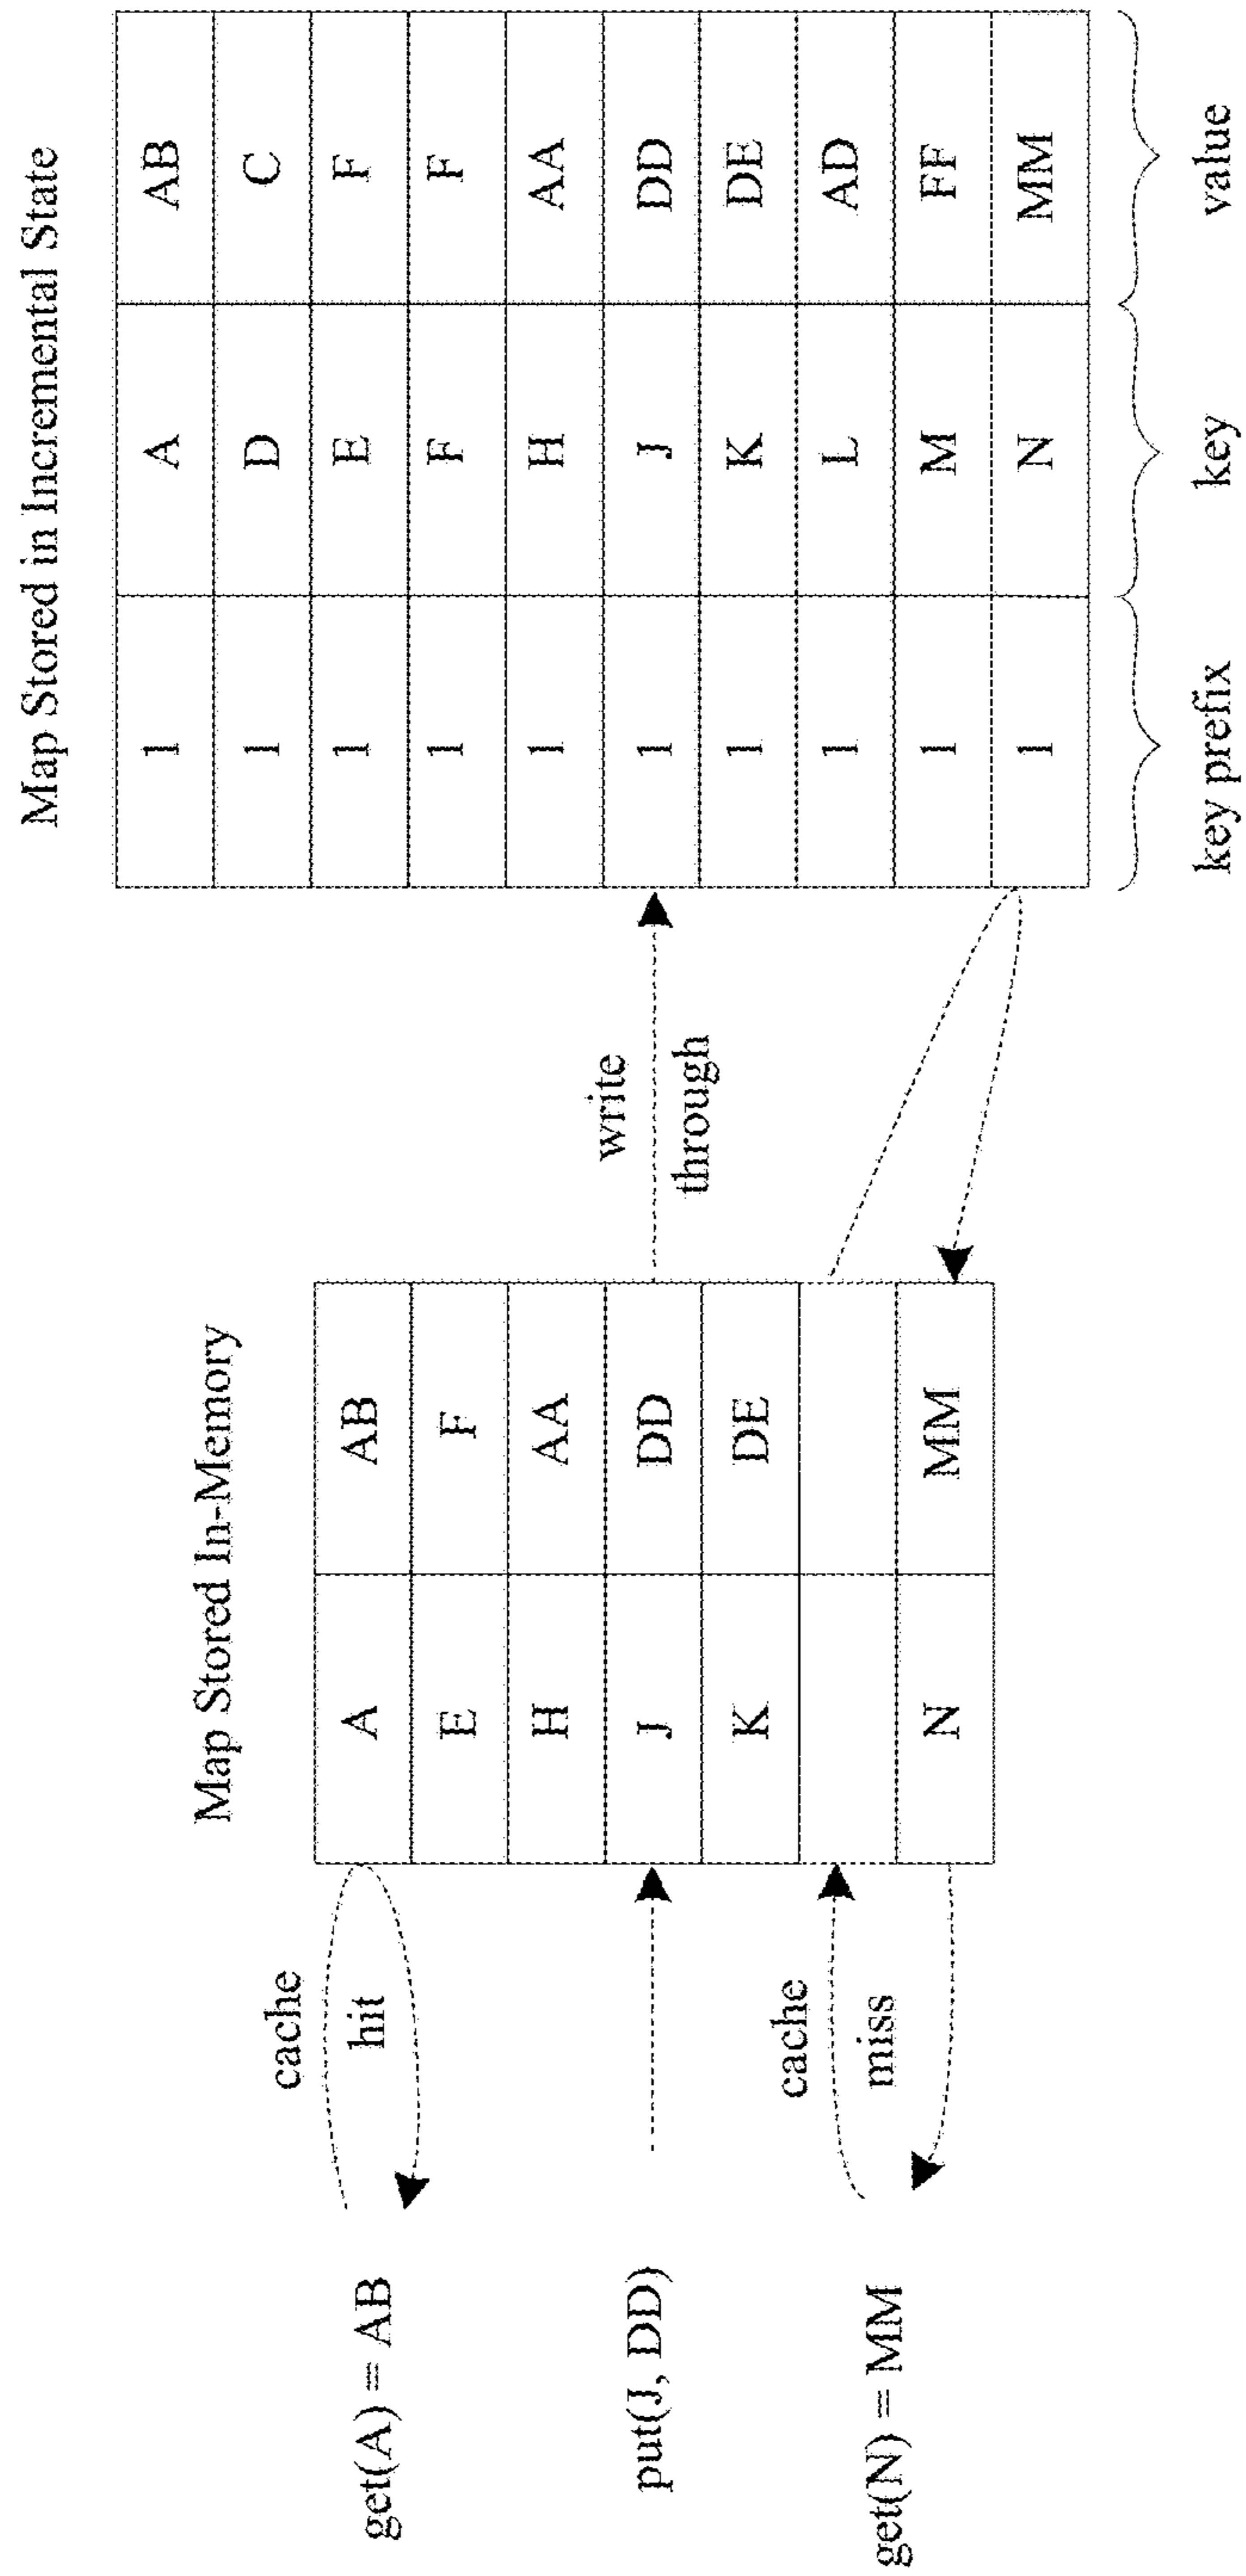 Map Stored in Incremental State
Map Stored In-Memory
get(A) = AB
cache
hit
put(J, DD)
write
through
get(N) = MM
cache
miss
A AB
E F
H AA
J DD
K DE
N MM
1 A AB
1 D C
1 E F
1 F F
1 H AA
1 J DD
1 K DE
1 L AD
1 M FF
1 N MM
key prefix key value